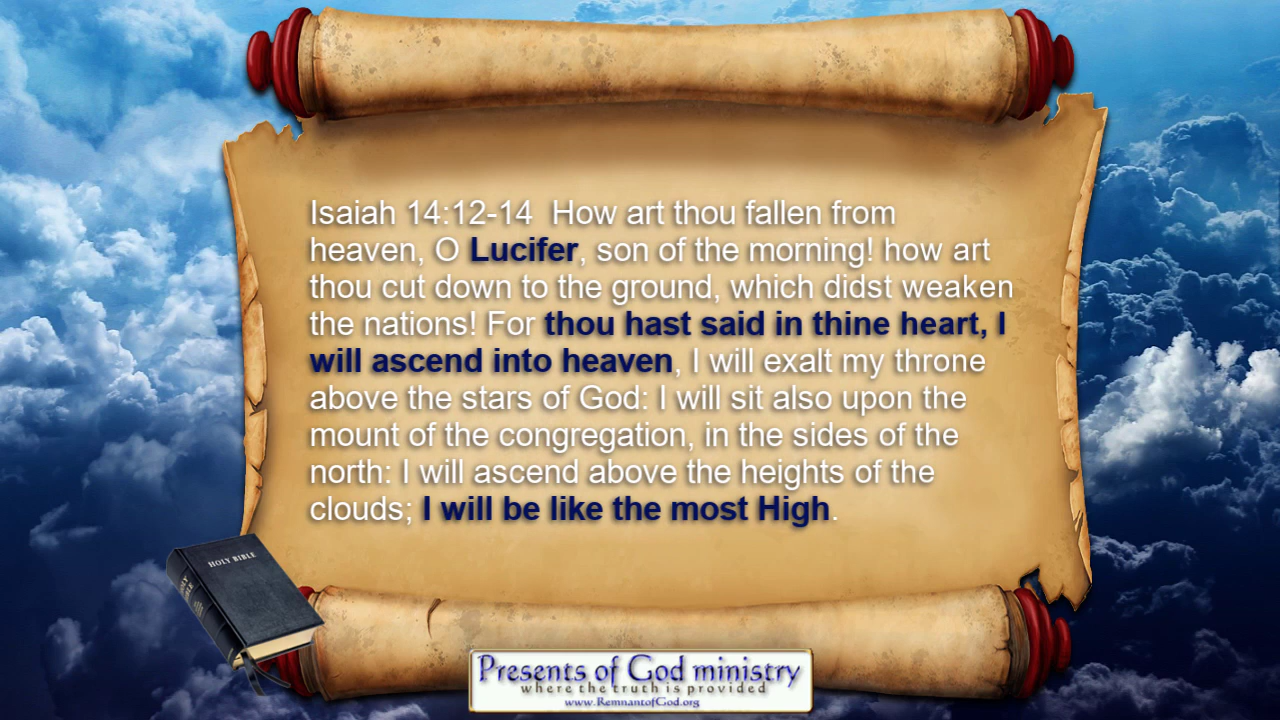 Isaiah 14:12-14  How art thou fallen from
heaven, O Lucifer, son of the morning! how art
thou cut down to the ground, which didst weaken
the nations! For thou hast said in thine heart, I
will ascend into heaven, I will exalt my throne
above the stars of God: I will sit also upon the
mount of the congregation, in the sides of the
north: I will ascend above the heights of the
clouds; I will be like the most High.
HOLY BIBLE
Presents of God ministry
where the truth is provided
www.RemnantofGod.org